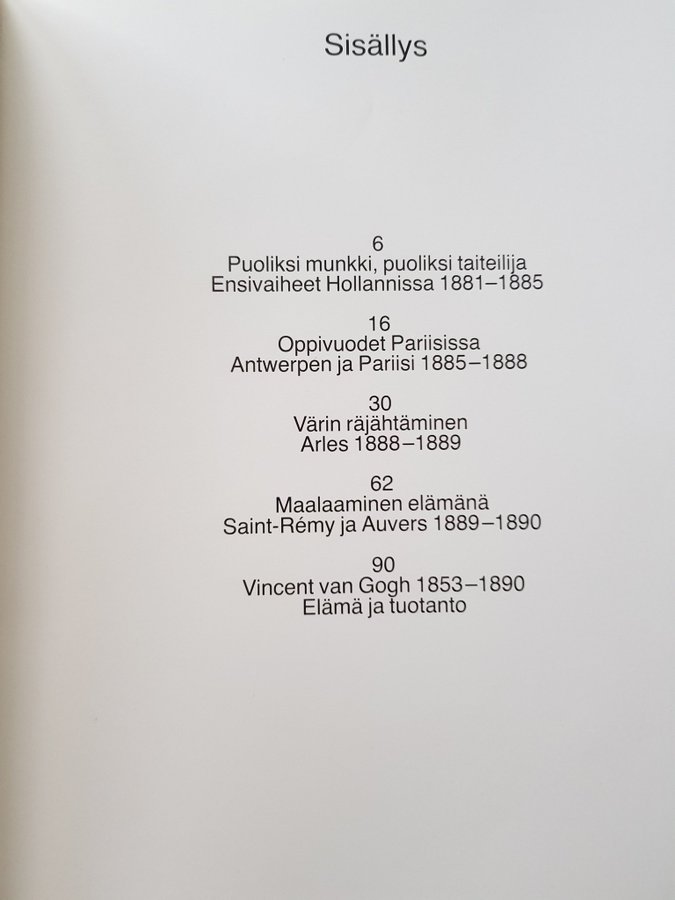 Sisällys
6
Puoliksi munkki, puoliksi taiteilija
Ensivaiheet Hollannissa 1881–1885
16
Oppivuodet Pariisissa
Antwerpen ja Pariisi 1885–1888
30
Värin räjähtäminen
Arles 1888–1889
62
Maalaaminen elämänä
Saint-Rémy ja Auvers 1889–1890
90
Vincent van Gogh 1853–1890
Elämä ja tuotanto